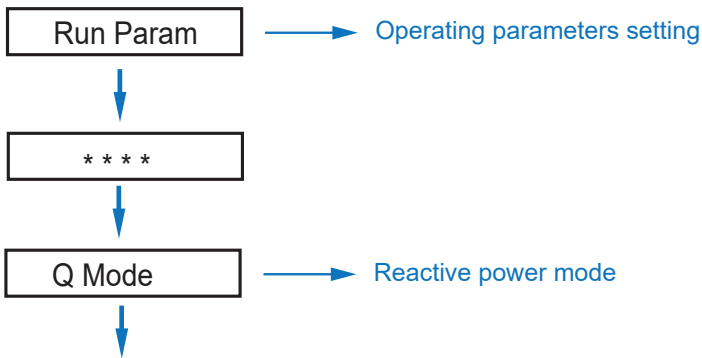 Run Param
Operating parameters setting
* * * *
Q Mode
Reactive power mode